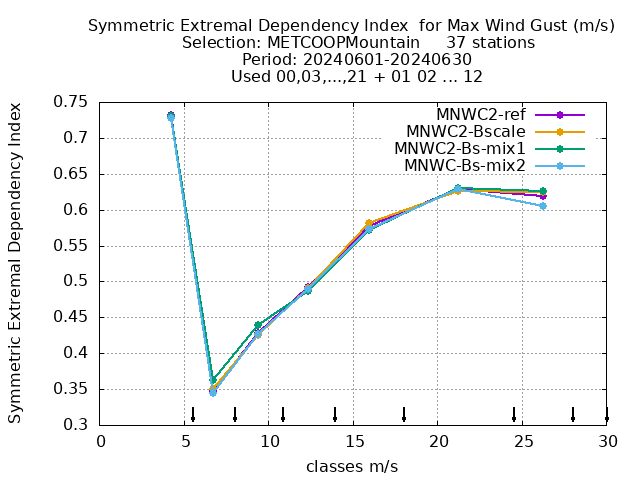 Symmetric Extremal Dependency Index  for Max Wind Gust (m/s)
Selection: METCOOPMountain     37 stations
Period: 20240601-20240630
Used 00,03,...,21 + 01 02 ... 12
Symmetric Extremal Dependency Index
0.75
0.7
0.65
0.6
0.55
0.5
0.45
0.4
0.35
0.3
MNWC2-ref
MNWC2-Bscale
MNWC2-Bs-mix1
MNWC-Bs-mix2
0 5 10 15 20 25 30
classes m/s